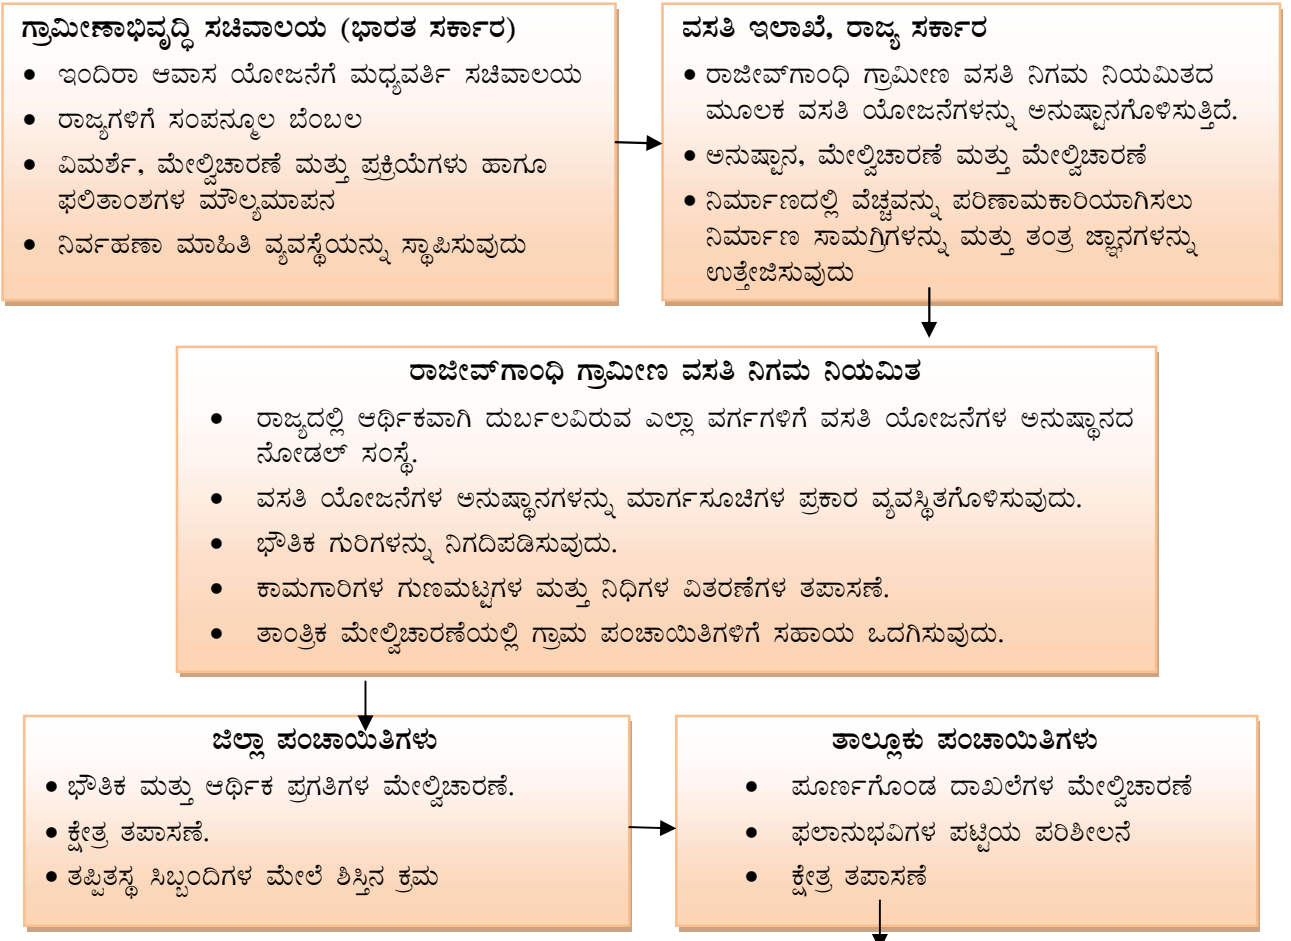 ಗ್ರಾಮೀಣಾಭಿವೃದ್ಧಿ ಸಚಿವಾಲಯ (ಭಾರತ ಸರ್ಕಾರ)
• ಇಂದಿರಾ ಆವಾಸ ಯೋಜನೆಗೆ ಮಧ್ಯವರ್ತಿ ಸಚಿವಾಲಯ
• ರಾಜ್ಯಗಳಿಗೆ ಸಂಪನ್ಮೂಲ ಬೆಂಬಲ
• ವಿಮರ್ಶೆ, ಮೇಲ್ವಿಚಾರಣೆ ಮತ್ತು ಪ್ರಕ್ರಿಯೆಗಳು ಹಾಗೂ
ಫಲಿತಾಂಶಗಳ ಮೌಲ್ಯಮಾಪನ
• ನಿರ್ವಹಣಾ ಮಾಹಿತಿ ವ್ಯವಸ್ಥೆಯನ್ನು ಸ್ಥಾಪಿಸುವುದು
ವಸತಿ ಇಲಾಖೆ, ರಾಜ್ಯ ಸರ್ಕಾರ
• ರಾಜೀವ್‌ಗಾಂಧಿ ಗ್ರಾಮೀಣ ವಸತಿ ನಿಗಮ ನಿಯಮಿತದ
ಮೂಲಕ ವಸತಿ ಯೋಜನೆಗಳನ್ನು ಅನುಷ್ಠಾನಗೊಳಿಸುತ್ತಿದೆ.
• ಅನುಷ್ಠಾನ, ಮೇಲ್ವಿಚಾರಣೆ ಮತ್ತು ಮೇಲ್ವಿಚಾರಣೆ
• ನಿರ್ಮಾಣದಲ್ಲಿ ವೆಚ್ಚವನ್ನು ಪರಿಣಾಮಕಾರಿಯಾಗಿಸಲು
ನಿರ್ಮಾಣ ಸಾಮಗ್ರಿಗಳನ್ನು ಮತ್ತು ತಂತ್ರ ಜ್ಞಾನಗಳನ್ನು
ಉತ್ತೇಜಿಸುವುದು
ರಾಜೀವ್‌ಗಾಂಧಿ ಗ್ರಾಮೀಣ ವಸತಿ ನಿಗಮ ನಿಯಮಿತ
• ರಾಜ್ಯದಲ್ಲಿ ಆರ್ಥಿಕವಾಗಿ ದುರ್ಬಲವಿರುವ ಎಲ್ಲಾ ವರ್ಗಗಳಿಗೆ ವಸತಿ ಯೋಜನೆಗಳ ಅನುಷ್ಠಾನದ
ನೋಡಲ್ ಸಂಸ್ಥೆ.
• ವಸತಿ ಯೋಜನೆಗಳ ಅನುಷ್ಠಾನಗಳನ್ನು ಮಾರ್ಗಸೂಚಿಗಳ ಪ್ರಕಾರ ವ್ಯವಸ್ಥಿತಗೊಳಿಸುವುದು.
• ಭೌತಿಕ ಗುರಿಗಳನ್ನು ನಿಗದಿಪಡಿಸುವುದು.
• ಕಾಮಗಾರಿಗಳ ಗುಣಮಟ್ಟಗಳ ಮತ್ತು ನಿಧಿಗಳ ವಿತರಣೆಗಳ ತಪಾಸಣೆ.
• ತಾಂತ್ರಿಕ ಮೇಲ್ವಿಚಾರಣೆಯಲ್ಲಿ ಗ್ರಾಮ ಪಂಚಾಯಿತಿಗಳಿಗೆ ಸಹಾಯ ಒದಗಿಸುವುದು.
ಜಿಲ್ಲಾ ಪಂಚಾಯಿತಿಗಳು
• ಭೌತಿಕ ಮತ್ತು ಆರ್ಥಿಕ ಪ್ರಗತಿಗಳ ಮೇಲ್ವಿಚಾರಣೆ.
• ಕ್ಷೇತ್ರ ತಪಾಸಣೆ.
• ತಪ್ಪಿತಸ್ಥ ಸಿಬ್ಬಂದಿಗಳ ಮೇಲೆ ಶಿಸ್ತಿನ ಕ್ರಮ
ತಾಲ್ಲೂಕು ಪಂಚಾಯಿತಿಗಳು
• ಪೂರ್ಣಗೊಂಡ ದಾಖಲೆಗಳ ಮೇಲ್ವಿಚಾರಣೆ
• ಫಲಾನುಭವಿಗಳ ಪಟ್ಟಿಯ ಪರಿಶೀಲನೆ
• ಕ್ಷೇತ್ರ ತಪಾಸಣೆ